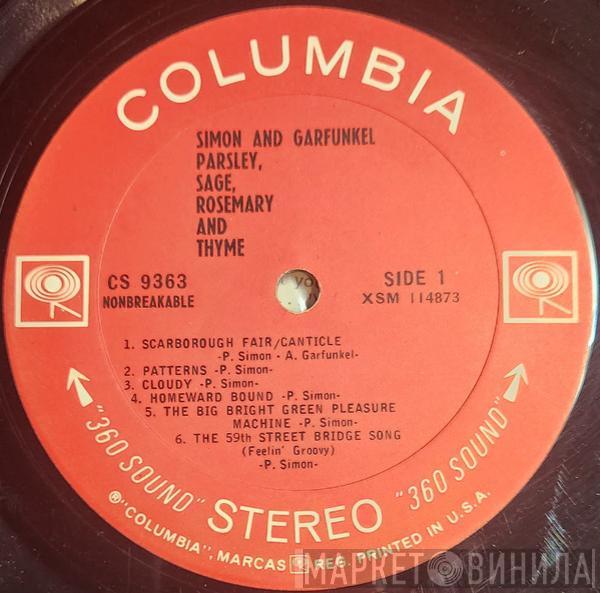 COLUMBIA
SIMON AND GARFUNKEL
PARSLEY,
SAGE,
ROSEMARY
AND
THYME
CS 9363
NONBREAKABLE
SIDE 1
XSM 114873
1. SCARBOROUGH FAIR/CANTICLE
-P. Simon - A. Garfunkel-
2. PATTERNS -P. Simon-
3. CLOUDY -P. Simon-
4. HOMEWARD BOUND -P. Simon-
5. THE BIG BRIGHT GREEN PLEASURE
MACHINE -P. Simon-
6. THE 59th STREET BRIDGE SONG
(Feelin' Groovy)
-P. Simon-
"360 SOUND" STEREO "360 SOUND"
®"COLUMBIA", MARCAS REG. PRINTED IN U.S.A.
МАРКЕТ ВИНИЛА